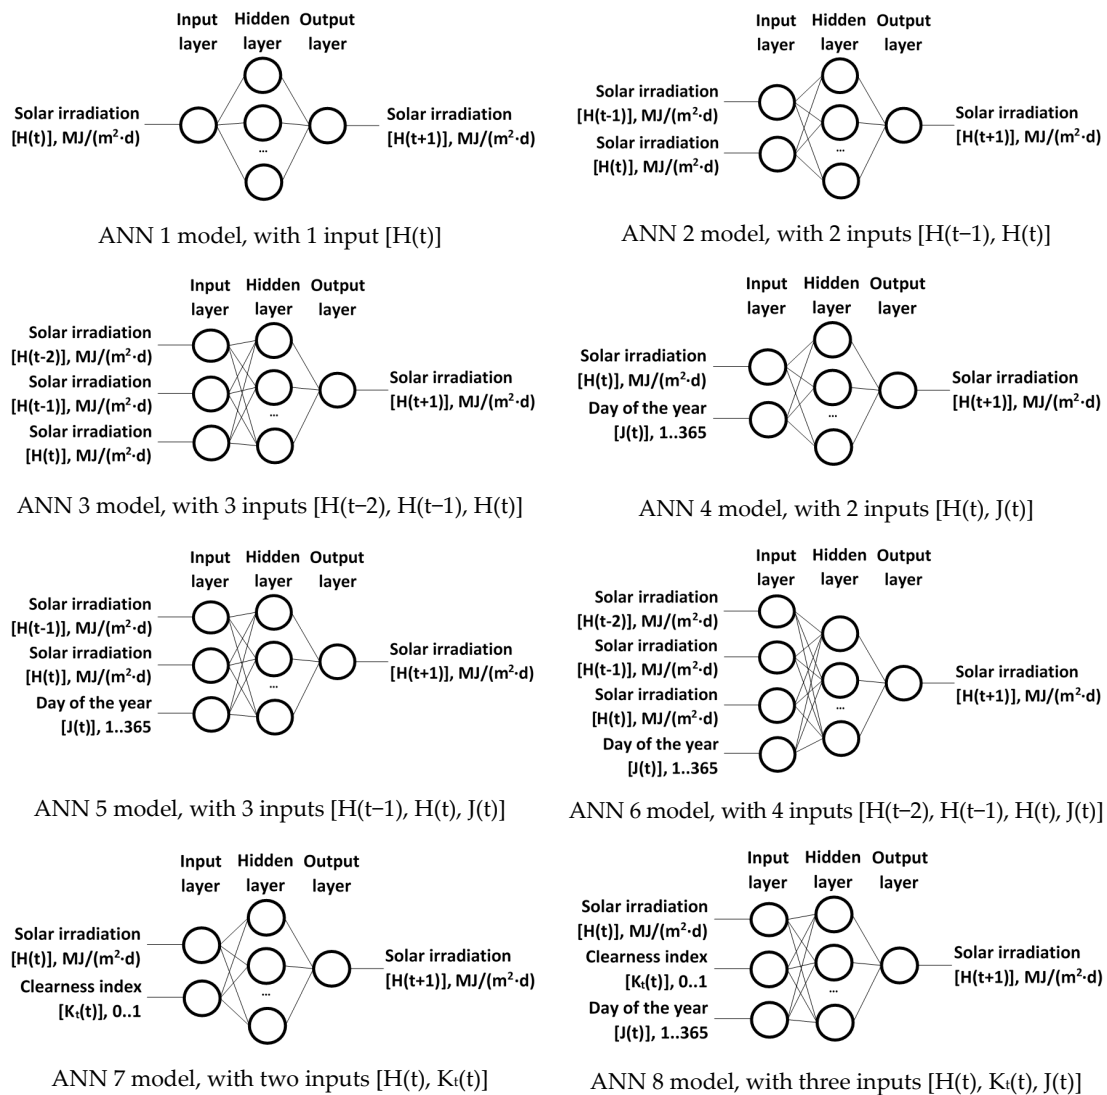 Input Hidden Output
layer layer layer
Solar irradiation
[H(t)], MJ/(m²·d)
...
Solar irradiation
[H(t+1)], MJ/(m²·d)
ANN 1 model, with 1 input [H(t)]
Input Hidden Output
layer layer layer
Solar irradiation
[H(t-1)], MJ/(m²·d)
Solar irradiation
[H(t)], MJ/(m²·d)
...
Solar irradiation
[H(t+1)], MJ/(m²·d)
ANN 2 model, with 2 inputs [H(t−1), H(t)]
Input Hidden Output
layer layer layer
Solar irradiation
[H(t-2)], MJ/(m²·d)
Solar irradiation
[H(t-1)], MJ/(m²·d)
Solar irradiation
[H(t)], MJ/(m²·d)
...
Solar irradiation
[H(t+1)], MJ/(m²·d)
ANN 3 model, with 3 inputs [H(t−2), H(t−1), H(t)]
Input Hidden Output
layer layer layer
Solar irradiation
[H(t)], MJ/(m²·d)
Day of the year
[J(t)], 1..365
...
Solar irradiation
[H(t+1)], MJ/(m²·d)
ANN 4 model, with 2 inputs [H(t), J(t)]
Input Hidden Output
layer layer layer
Solar irradiation
[H(t-1)], MJ/(m²·d)
Solar irradiation
[H(t)], MJ/(m²·d)
Day of the year
[J(t)], 1..365
...
Solar irradiation
[H(t+1)], MJ/(m²·d)
ANN 5 model, with 3 inputs [H(t−1), H(t), J(t)]
Input Hidden Output
layer layer layer
Solar irradiation
[H(t-2)], MJ/(m²·d)
Solar irradiation
[H(t-1)], MJ/(m²·d)
Solar irradiation
[H(t)], MJ/(m²·d)
Day of the year
[J(t)], 1..365
...
Solar irradiation
[H(t+1)], MJ/(m²·d)
ANN 6 model, with 4 inputs [H(t−2), H(t−1), H(t), J(t)]
Input Hidden Output
layer layer layer
Solar irradiation
[H(t)], MJ/(m²·d)
Clearness index
[Kₜ(t)], 0..1
...
Solar irradiation
[H(t+1)], MJ/(m²·d)
ANN 7 model, with two inputs [H(t), Kₜ(t)]
Input Hidden Output
layer layer layer
Solar irradiation
[H(t)], MJ/(m²·d)
Clearness index
[Kₜ(t)], 0..1
Day of the year
[J(t)], 1..365
...
Solar irradiation
[H(t+1)], MJ/(m²·d)
ANN 8 model, with three inputs [H(t), Kₜ(t), J(t)]